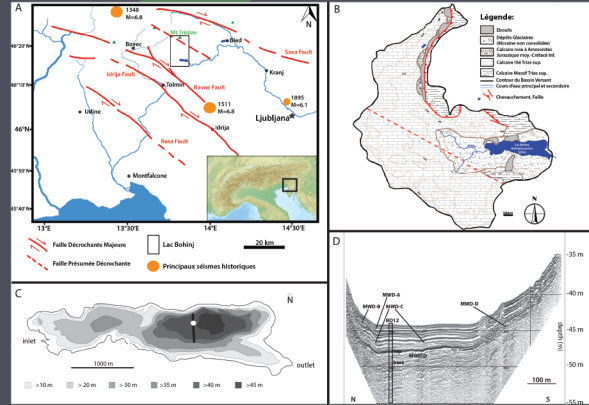 A
1348
M=6.8
N
46°20'
Mt Triglav
Bovec
Bled
Sava Fault
Idrija Fault
Kranj
Tolmin
Ravne Fault
1511
M=6.8
1895
M=6.1
Ljubljana
46°N
Udine
Idrija
Rasa Fault
45°50'
Monfalcone
45°40'
13°E
13°30'
14°E
14°30'E
20 km
Faille Décrochante Majeure
Lac Bohinj
Faille Présumée Décrochante
Principaux séismes historiques
B
Légende:
Eboulis
Dépôts Glaciaires
(Moraine non consolidée)
Calcaire rose à Ammonites
Jurassique moy.-Crétacé inf.
Calcaire lité Trias sup.
Calcaire Massif Trias sup.
Contour du Bassin Versant
Cours d'eau principal et secondaire
Chevauchement, Faille
N
C
N
inlet
outlet
1000 m
>10 m
> 20 m
> 30 m
>35 m
>40 m
>45 m
D
MWD-A
MWD-B
MWD-C
BO12
MWD-D
-35 m
-40 m
-45 m
-50 m
-55 m
depth (m)
100 m
N
S